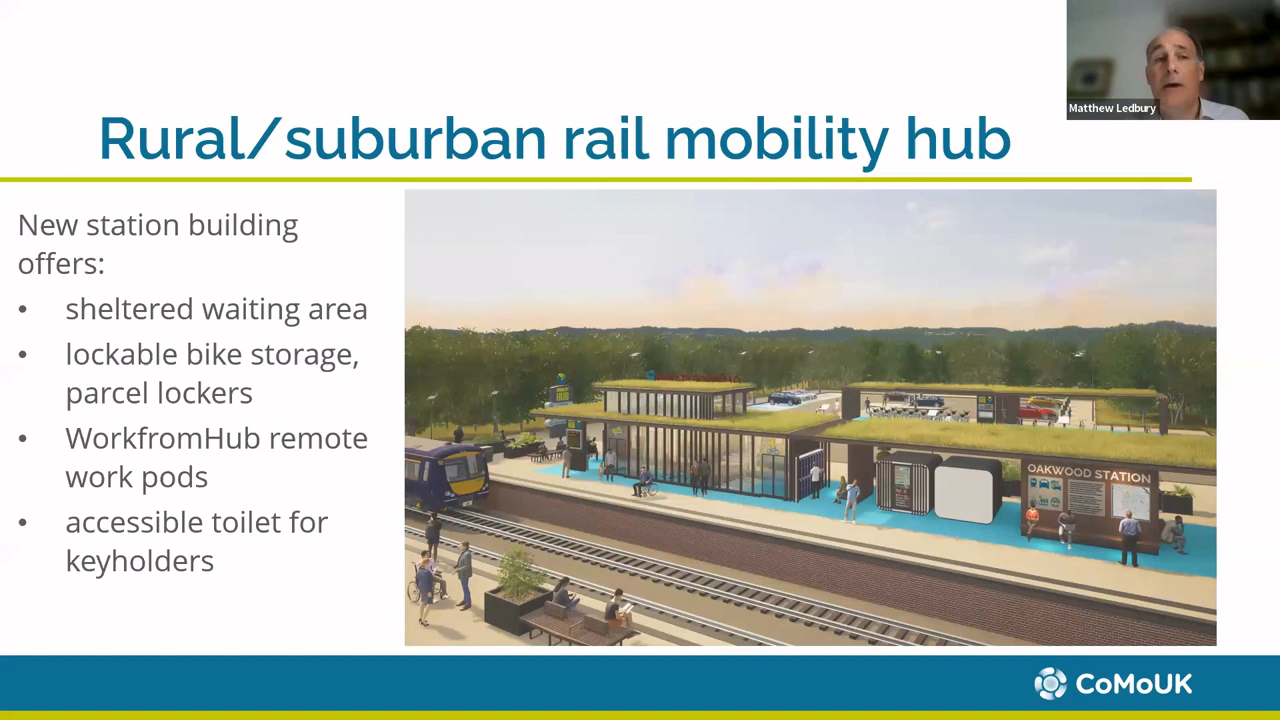 Matthew Ledbury
Rural/suburban rail mobility hub
New station building
offers:
• sheltered waiting area
• lockable bike storage,
parcel lockers
• WorkfromHub remote
work pods
• accessible toilet for
keyholders
OAKWOOD STATION
CoMoUK